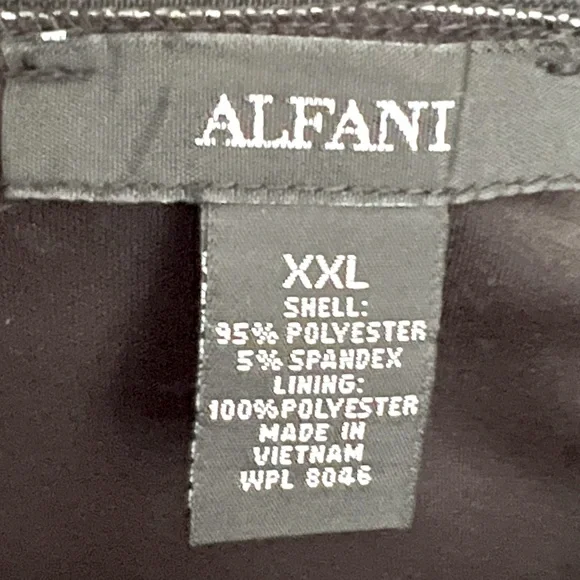 ALFANI
XXL
SHELL:
95% POLYESTER
5% SPANDEX
LINING:
100% POLYESTER
MADE IN
VIETNAM
WPL 8046